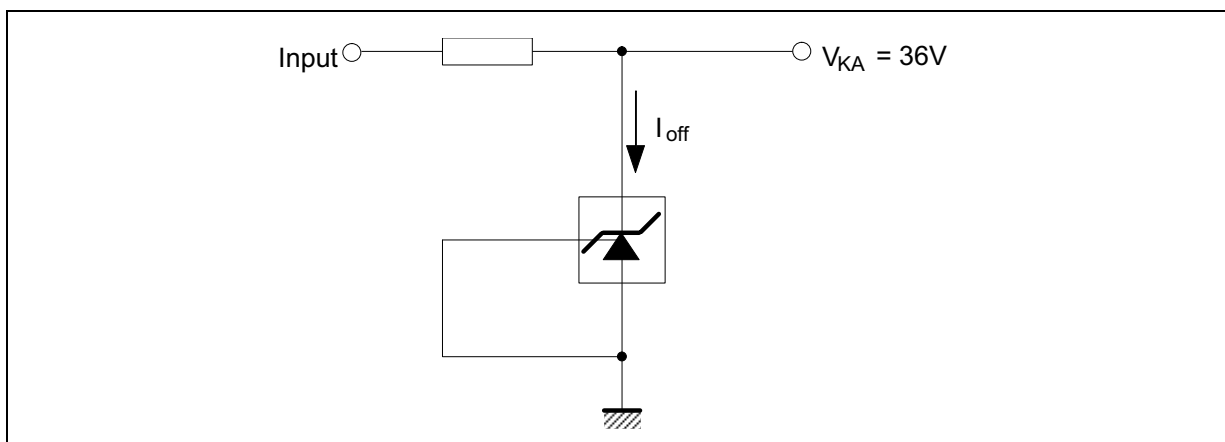 Input
V_KA = 36V
I_off